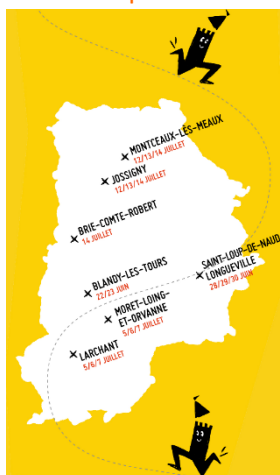 MONTCEAUX-LÈS-MEAUX
12/13/14 JUILLET
JOSSIGNY
12/13/14 JUILLET
BRIE-COMTE-ROBERT
14 JUILLET
BLANDY-LES-TOURS
22/23 JUIN
SAINT-LOUP-DE-NAUD
LONGUEVILLE
28/29/30 JUIN
MORET-LOING-
ET-ORVANNE
5/6/7 JUILLET
LARCHANT
5/6/7 JUILLET